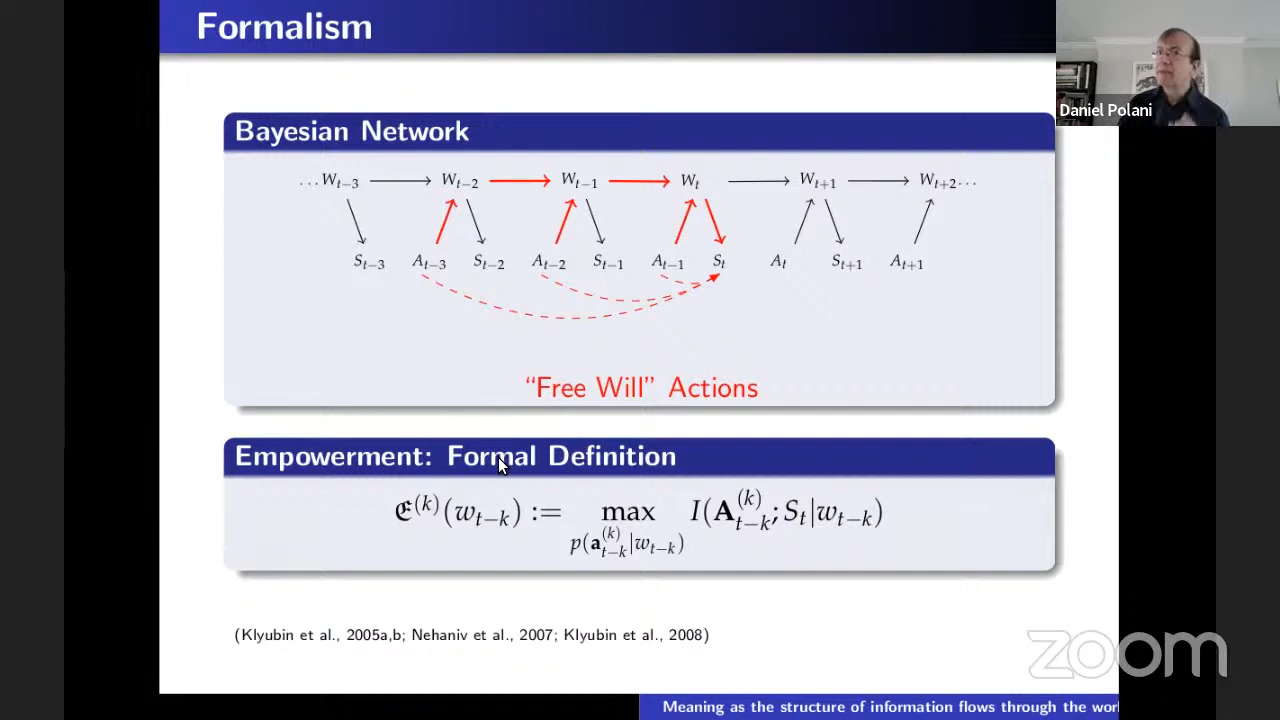 Formalism
Daniel Polani
Bayesian Network
…W_{t−3} W_{t−2} W_{t−1} W_t W_{t+1} W_{t+2}…
S_{t−3} A_{t−3} S_{t−2} A_{t−2} S_{t−1} A_{t−1} S_t A_t S_{t+1} A_{t+1}
“Free Will” Actions
Empowerment: Formal Definition
𝔈^{(k)}(w_{t−k}) := max_{p(𝐚^{(k)}_{t−k}|w_{t−k})} I(𝐀^{(k)}_{t−k}; S_t|w_{t−k})
(Klyubin et al., 2005a,b; Nehaniv et al., 2007; Klyubin et al., 2008)
zoom
Meaning as the structure of information flows through the wor